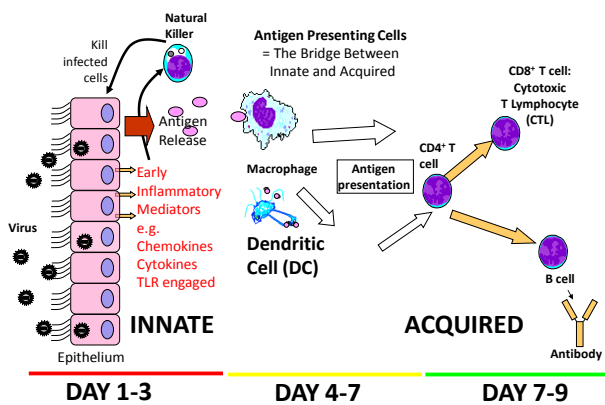 Natural
Killer
Kill
infected
cells
Antigen
Release
Early
Inflammatory
Mediators
e.g.
Chemokines
Cytokines
TLR engaged
Virus
Epithelium
INNATE
Antigen Presenting Cells
= The Bridge Between
Innate and Acquired
Macrophage
Dendritic
Cell (DC)
Antigen
presentation
CD4⁺ T
cell
CD8⁺ T cell:
Cytotoxic
T Lymphocyte
(CTL)
B cell
Antibody
ACQUIRED
DAY 1-3
DAY 4-7
DAY 7-9